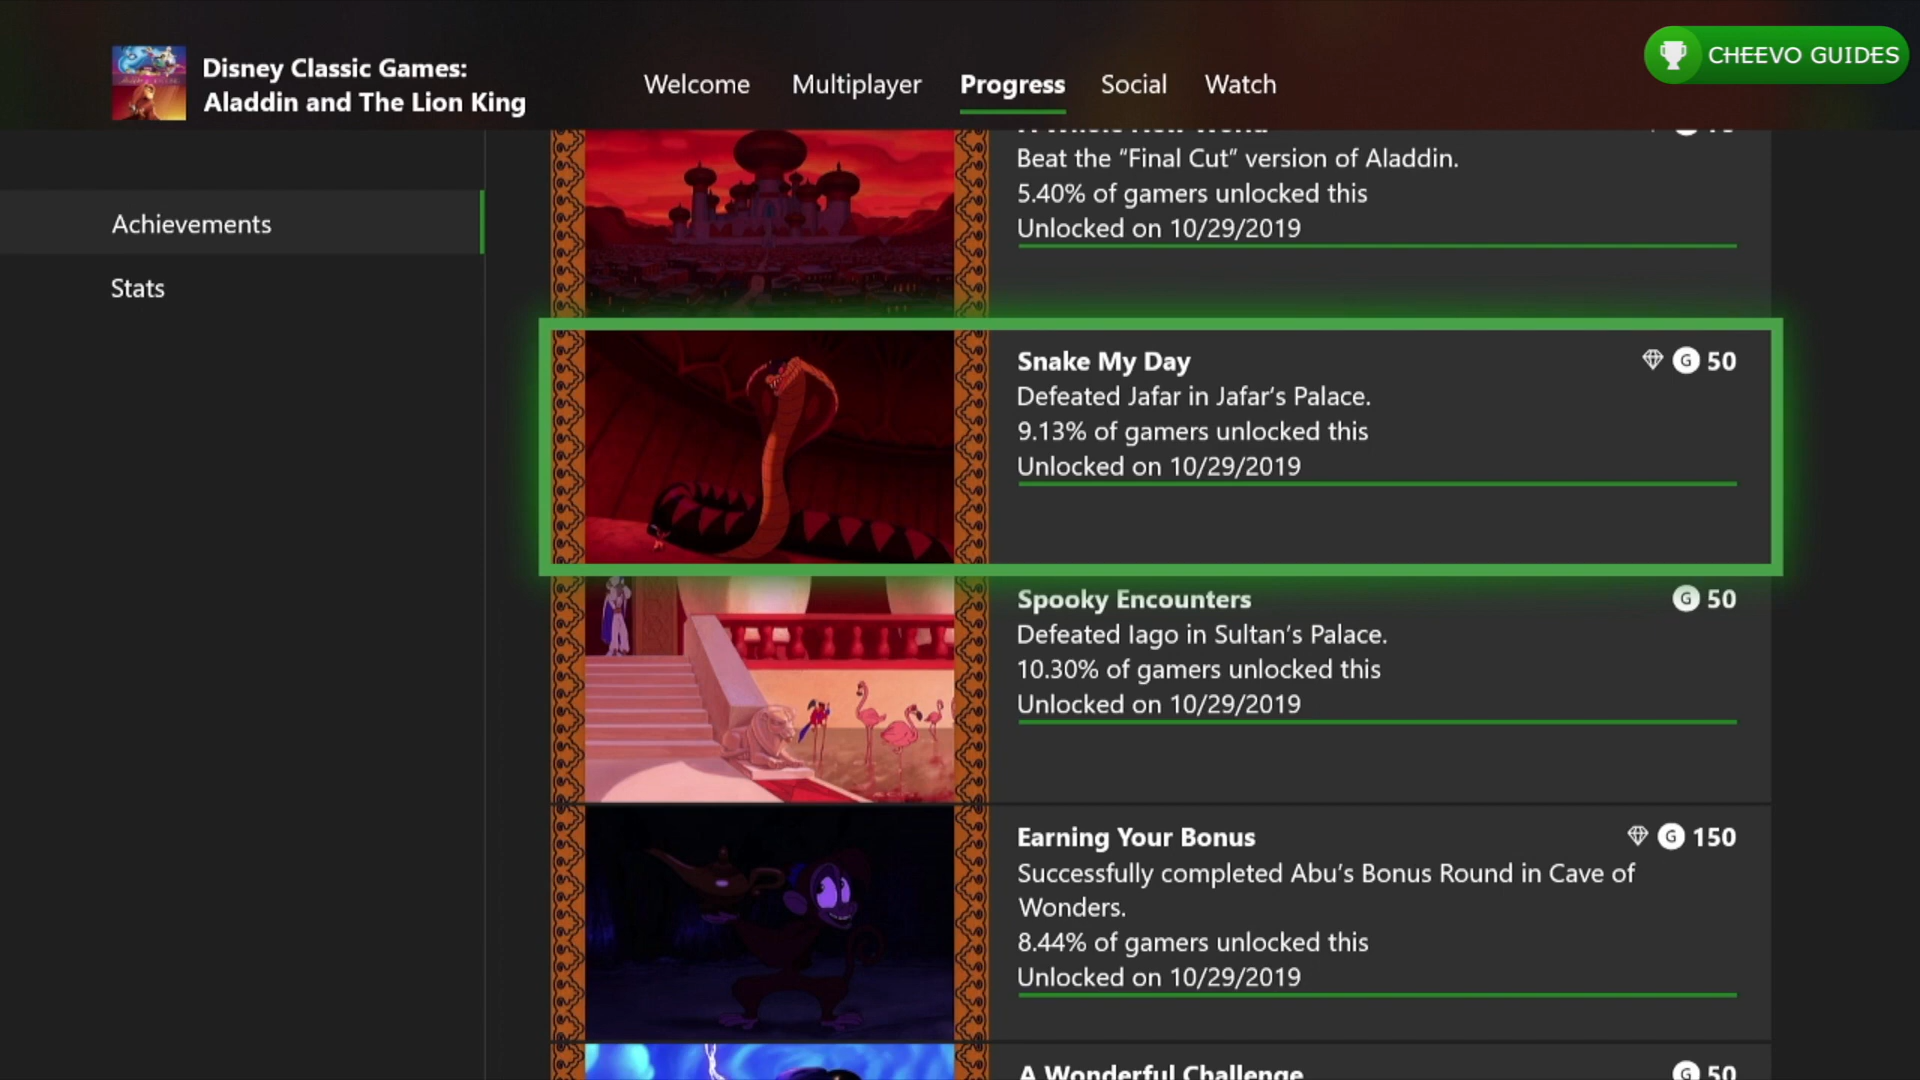 Disney Classic Games:
Aladdin and The Lion King
Welcome
Multiplayer
Progress
Social
Watch
CHEEVO GUIDES
Achievements
Stats
Beat the “Final Cut” version of Aladdin.
5.40% of gamers unlocked this
Unlocked on 10/29/2019
Snake My Day
G 50
Defeated Jafar in Jafar’s Palace.
9.13% of gamers unlocked this
Unlocked on 10/29/2019
Spooky Encounters
G 50
Defeated Iago in Sultan’s Palace.
10.30% of gamers unlocked this
Unlocked on 10/29/2019
Earning Your Bonus
G 150
Successfully completed Abu’s Bonus Round in Cave of
Wonders.
8.44% of gamers unlocked this
Unlocked on 10/29/2019
A Wonderful Challenge
G 50